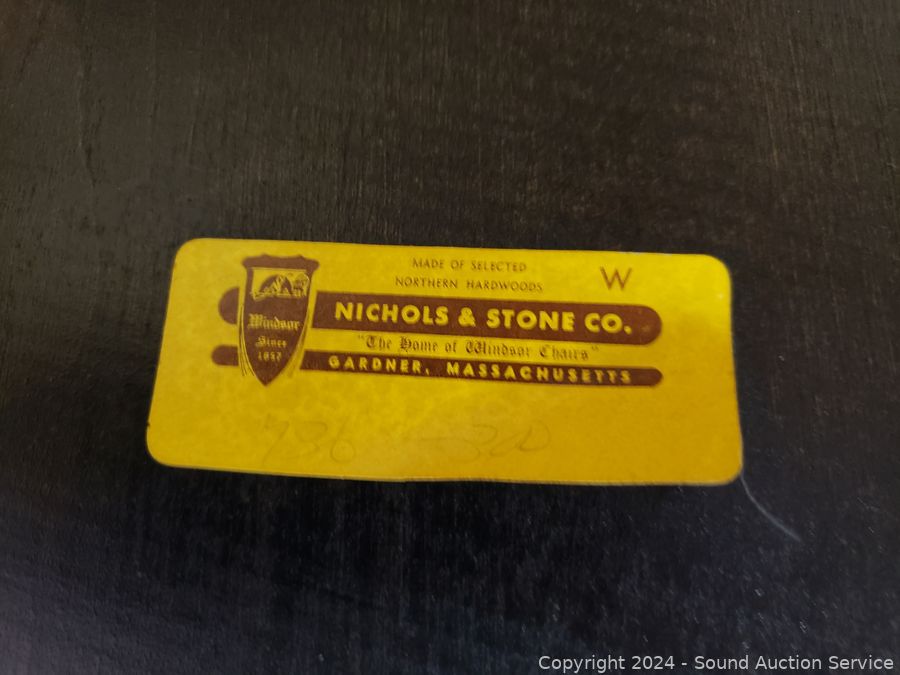 MADE OF SELECTED
NORTHERN HARDWOODS
W
NICHOLS & STONE CO.
"The Home of Windsor Chairs"
GARDNER, MASSACHUSETTS
Windsor
Since
1857
Copyright 2024 - Sound Auction Service